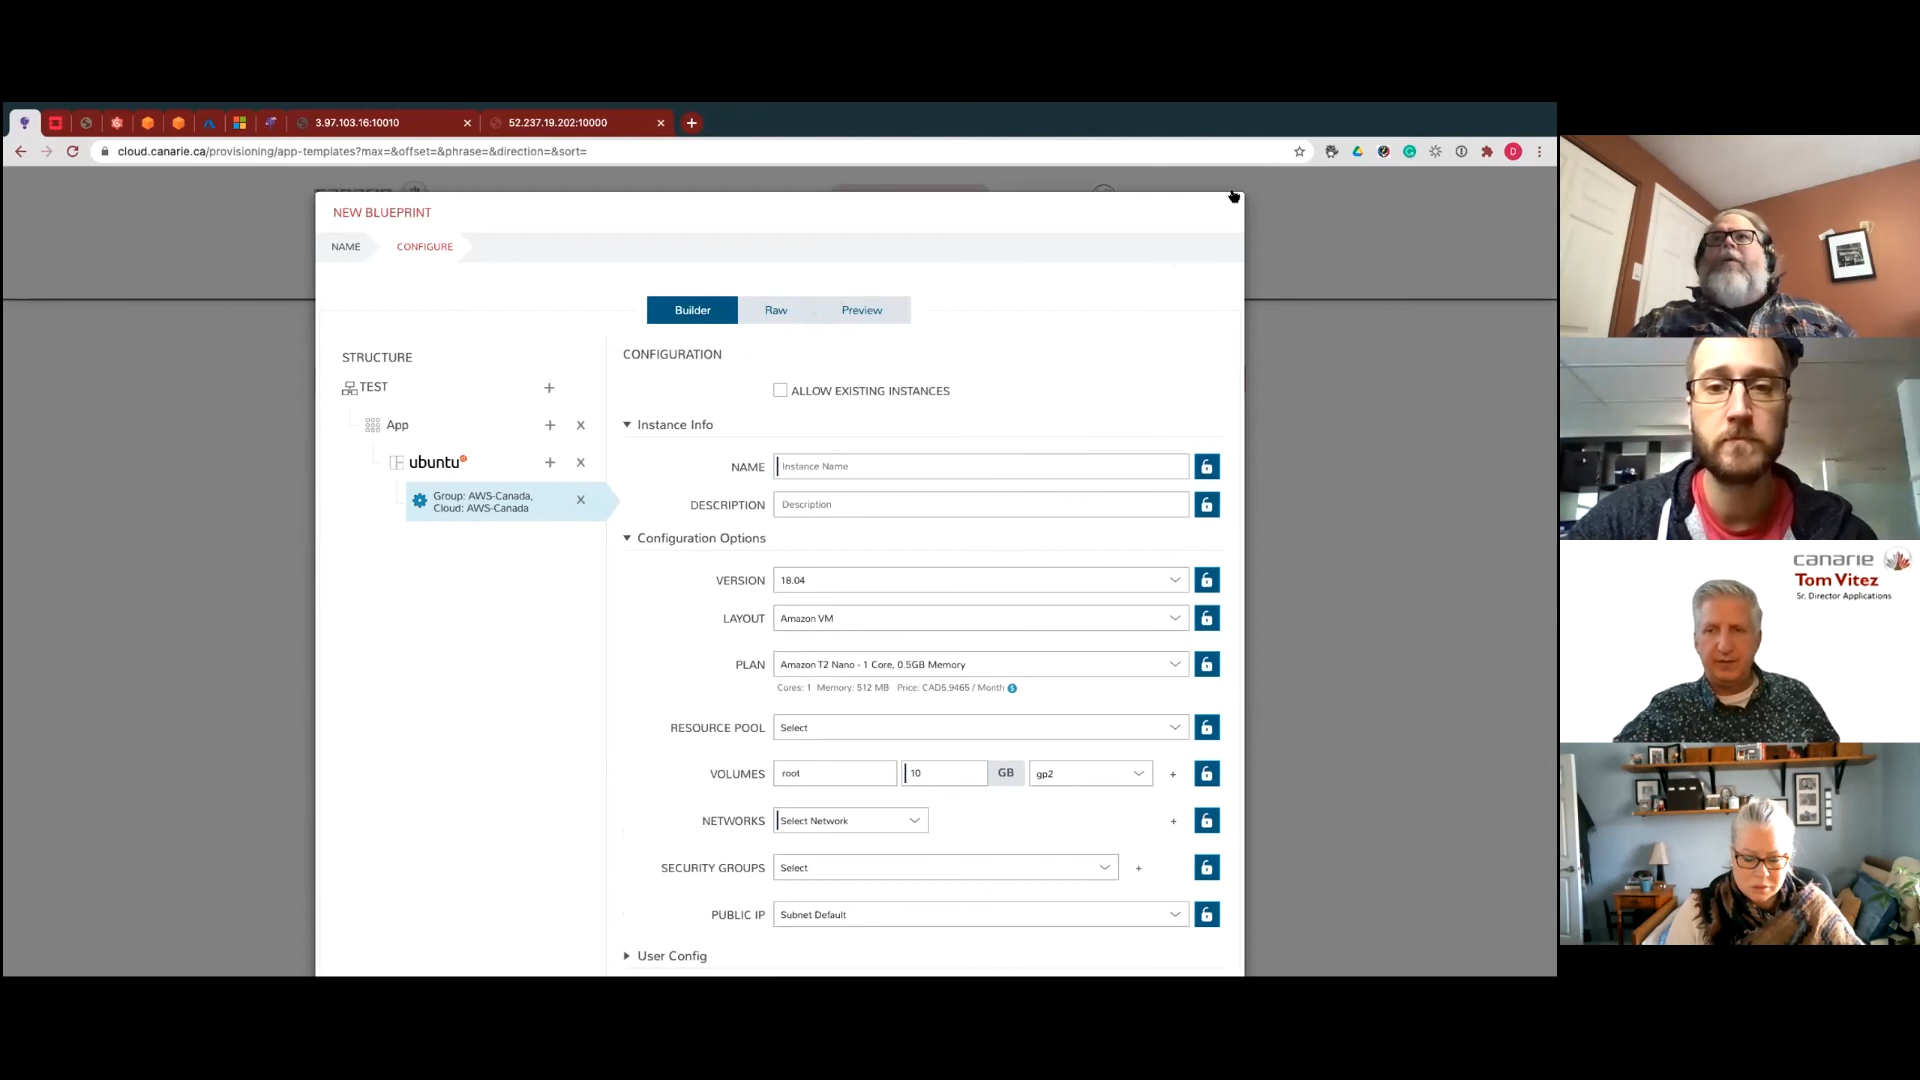 3.97.103.16:10010
52.237.19.202:10000
cloud.canarie.ca/provisioning/app-templates?max=&offset=&phrase=&direction=&sort=
D
NEW BLUEPRINT
NAME
CONFIGURE
Builder
Raw
Preview
STRUCTURE
TEST
App
ubuntu
Group: AWS-Canada,
Cloud: AWS-Canada
CONFIGURATION
ALLOW EXISTING INSTANCES
Instance Info
NAME
Instance Name
DESCRIPTION
Description
Configuration Options
VERSION
18.04
LAYOUT
Amazon VM
PLAN
Amazon T2 Nano - 1 Core, 0.5GB Memory
Cores: 1 Memory: 512 MB Price: CAD5.9465 / Month
RESOURCE POOL
Select
VOLUMES
root
10
GB
gp2
NETWORKS
Select Network
SECURITY GROUPS
Select
PUBLIC IP
Subnet Default
User Config
canarie
Tom Vitez
Sr. Director Applications